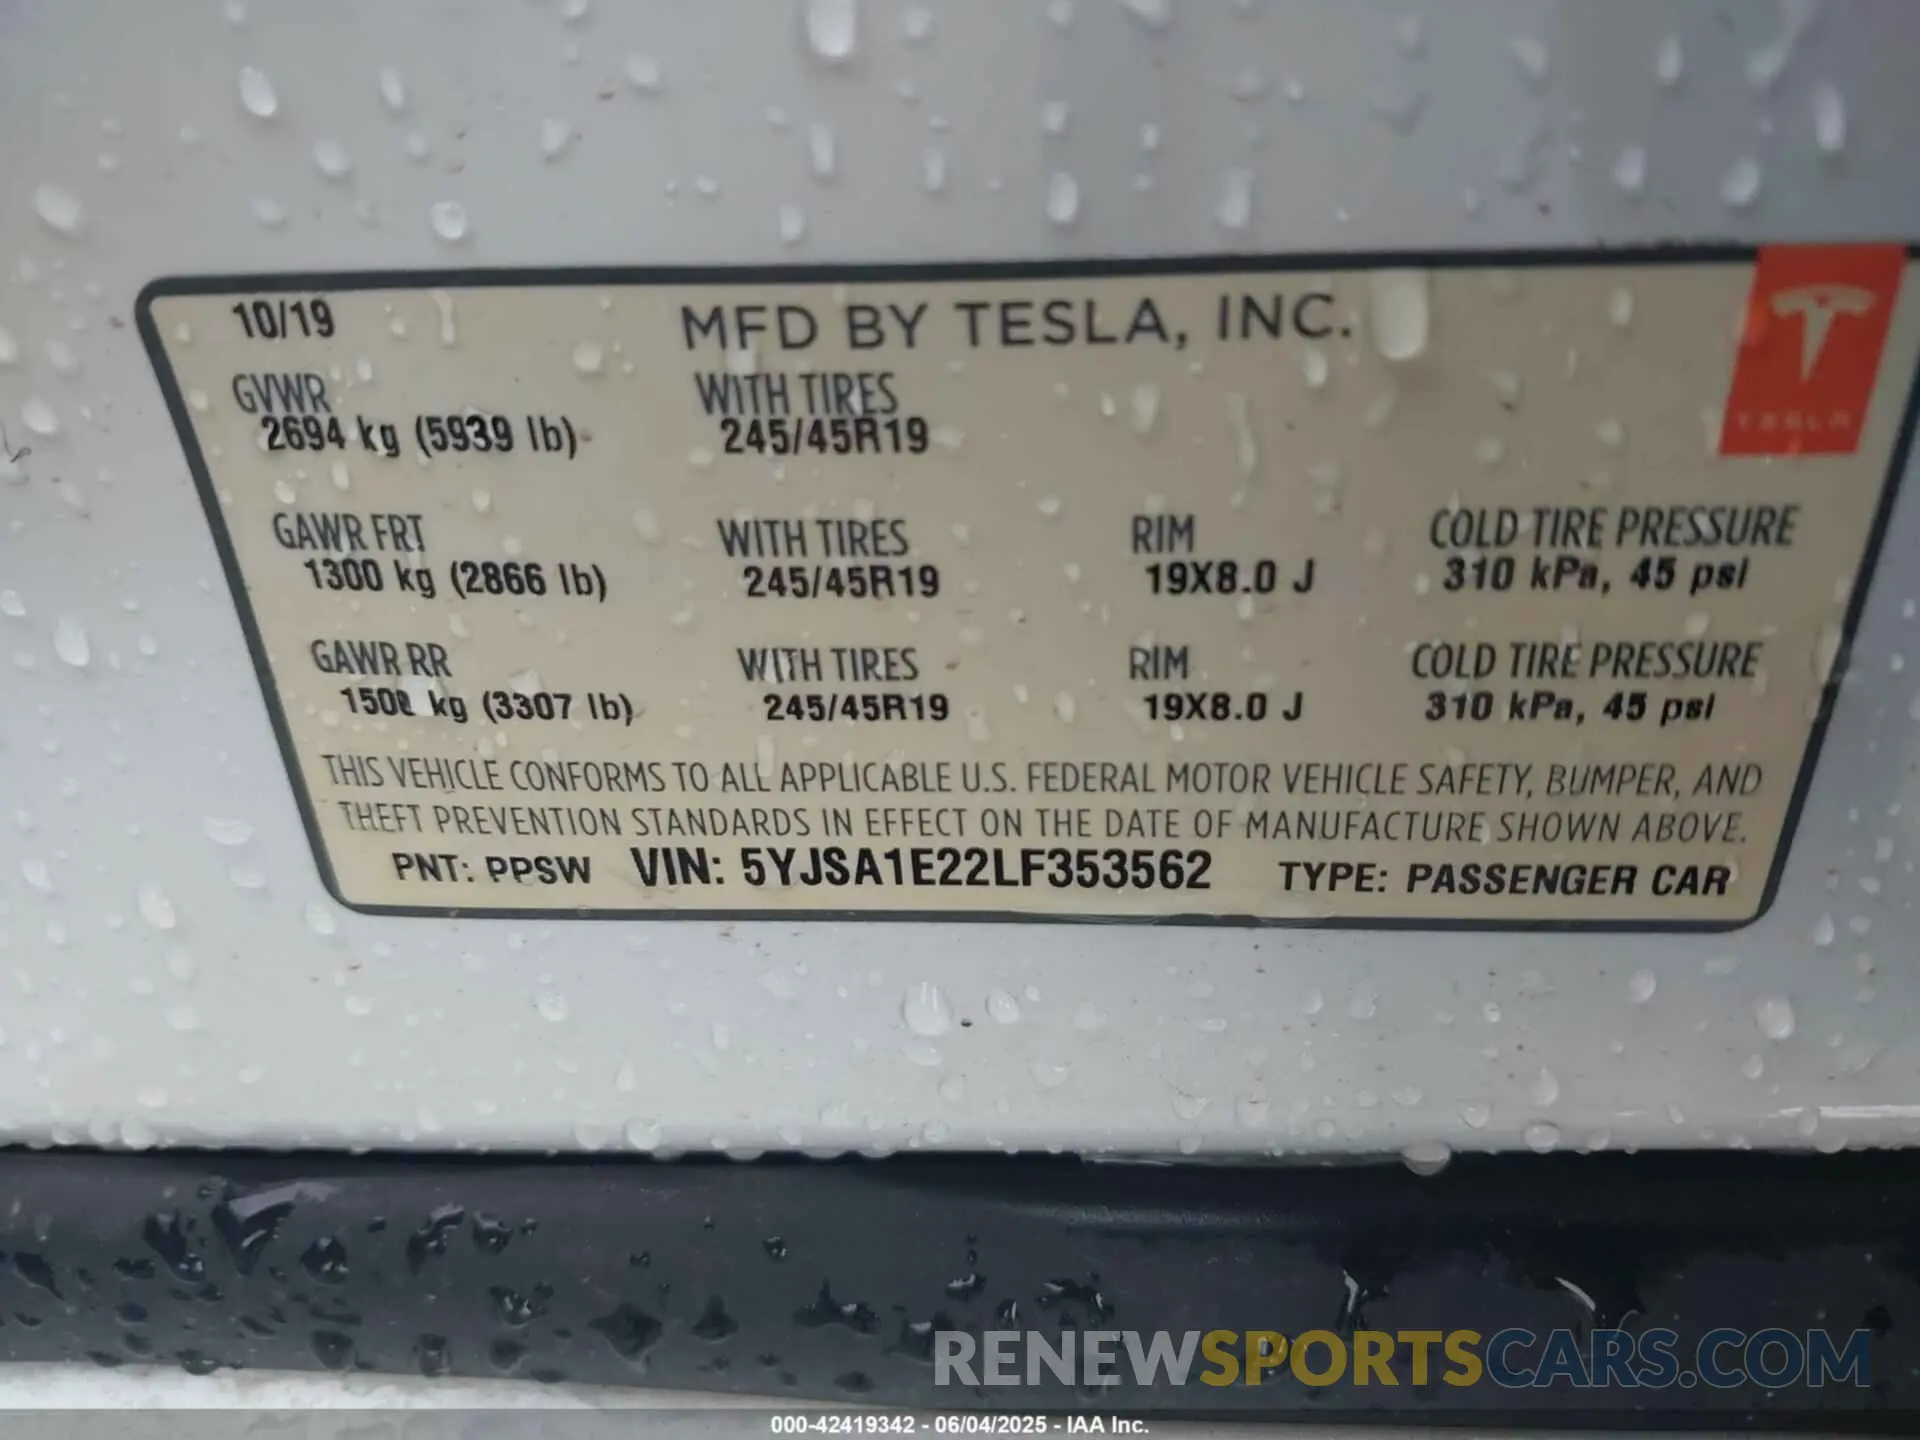 10/19 MFD BY TESLA, INC.
TESLA
GVWR WITH TIRES
2694 kg (5939 lb) 245/45R19
GAWR FRT WITH TIRES RIM COLD TIRE PRESSURE
1300 kg (2866 lb) 245/45R19 19X8.0 J 310 kPa, 45 psi
GAWR RR WITH TIRES RIM COLD TIRE PRESSURE
kg (3307 lb) 245/45R19 19X8.0 J 310 kPa, 45 psi
THIS VEHICLE CONFORMS TO ALL APPLICABLE U.S. FEDERAL MOTOR VEHICLE SAFETY, BUMPER, AND
THEFT PREVENTION STANDARDS IN EFFECT ON THE DATE OF MANUFACTURE SHOWN ABOVE.
PNT: PPSW VIN: 5YJSA1E22LF353562 TYPE: PASSENGER CAR
RENEWSPORTSCARS.COM
000-42419342 - 06/04/2025 - IAA Inc.